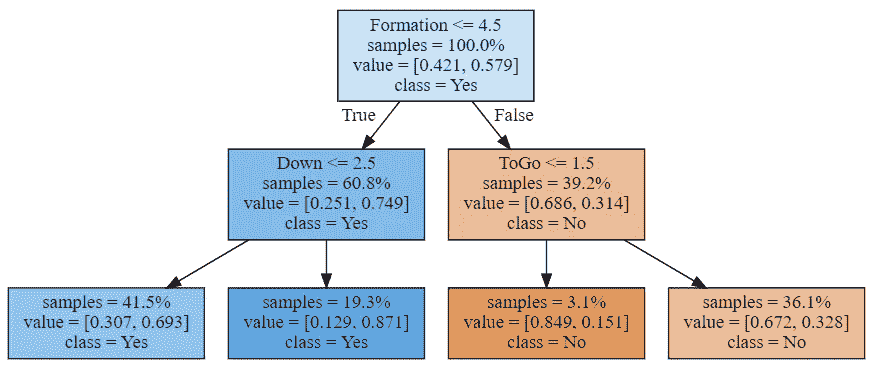 Formation <= 4.5
samples = 100.0%
value = [0.421, 0.579]
class = Yes
True
False
Down <= 2.5
samples = 60.8%
value = [0.251, 0.749]
class = Yes
ToGo <= 1.5
samples = 39.2%
value = [0.686, 0.314]
class = No
samples = 41.5%
value = [0.307, 0.693]
class = Yes
samples = 19.3%
value = [0.129, 0.871]
class = Yes
samples = 3.1%
value = [0.849, 0.151]
class = No
samples = 36.1%
value = [0.672, 0.328]
class = No